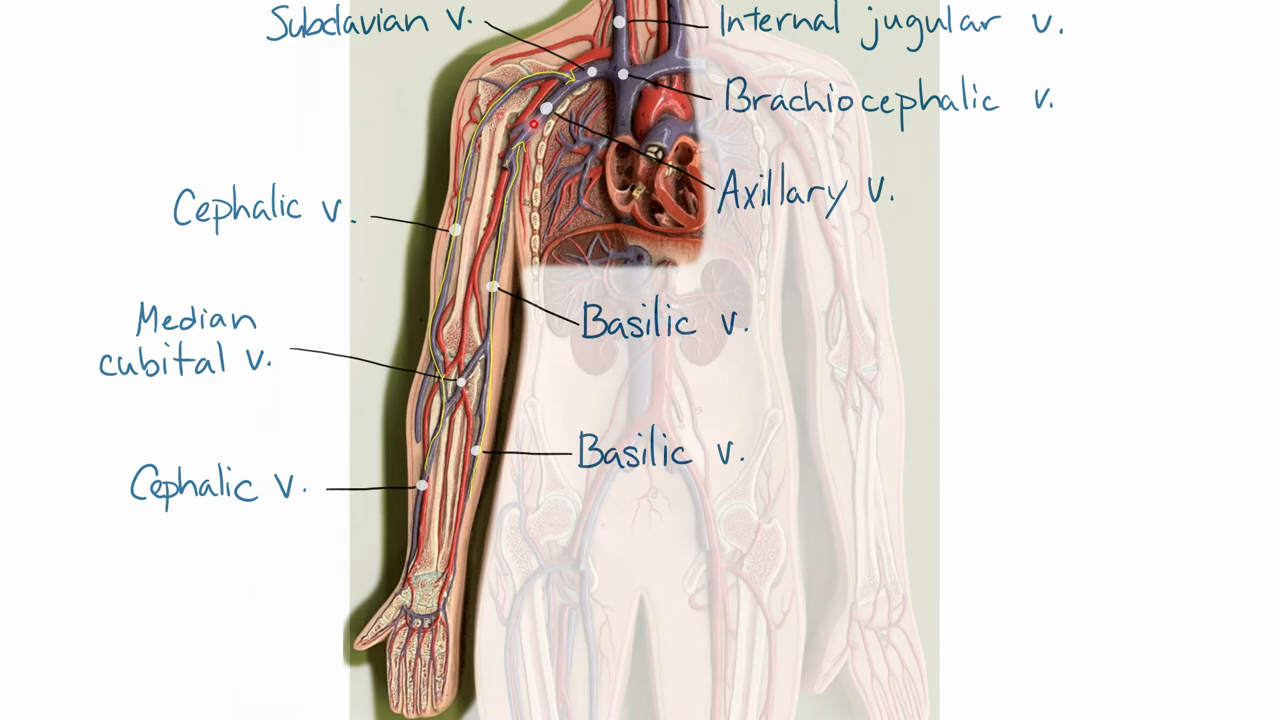 Subclavian v.
Internal jugular v.
Brachiocephalic v.
Axillary v.
Cephalic v.
Median
cubital v.
Basilic v.
Basilic v.
Cephalic v.